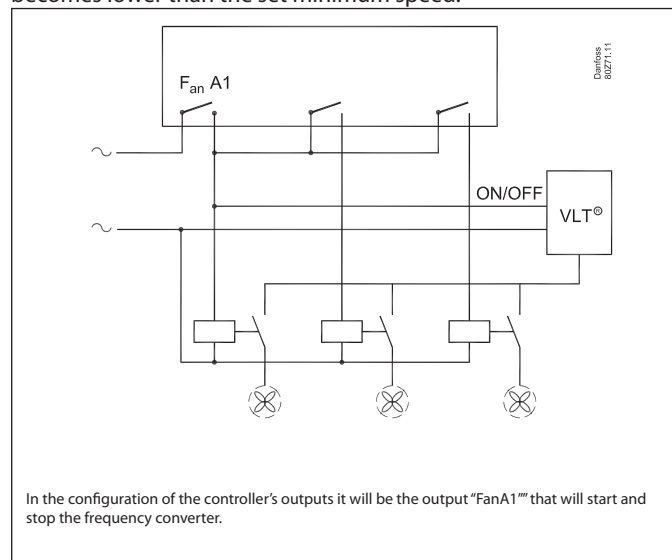 becomes lower than the set minimum speed.
Danfoss
80Z71.11
Fan A1
ON/OFF
VLT®
In the configuration of the controller's outputs it will be the output “FanA1”” that will start and
stop the frequency converter.